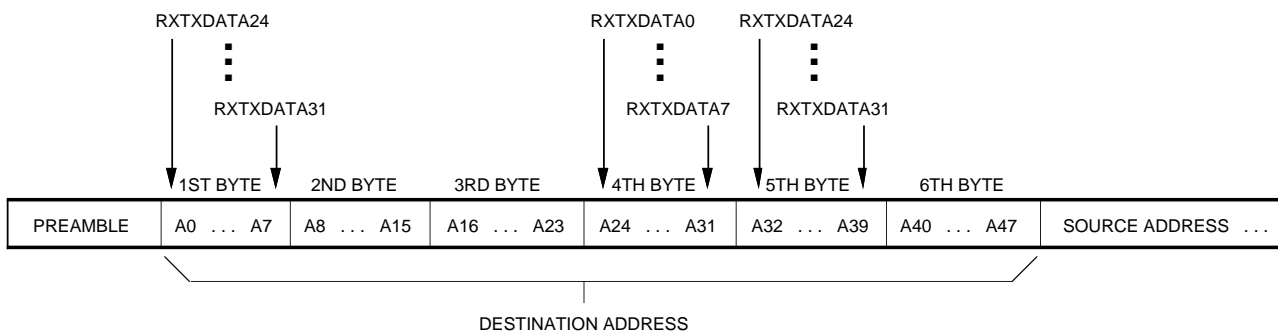 RXTXDATA24 RXTXDATA0 RXTXDATA24
RXTXDATA31 RXTXDATA7 RXTXDATA31
1ST BYTE 2ND BYTE 3RD BYTE 4TH BYTE 5TH BYTE 6TH BYTE
PREAMBLE A0 ... A7 A8 ... A15 A16 ... A23 A24 ... A31 A32 ... A39 A40 ... A47 SOURCE ADDRESS ...
DESTINATION ADDRESS